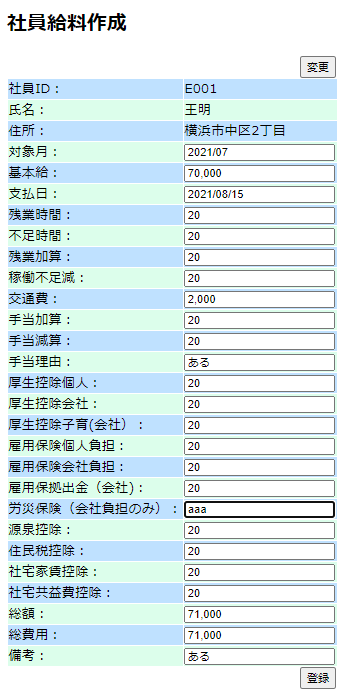 社員給料作成
変更
社員ID： E001
氏名： 王明
住所： 横浜市中区2丁目
対象月： 2021/07
基本給： 70,000
支払日： 2021/08/15
残業時間： 20
不足時間： 20
残業加算： 20
稼働不足減： 20
交通費： 2,000
手当加算： 20
手当減算： 20
手当理由： ある
厚生控除個人： 20
厚生控除会社： 20
厚生控除子育(会社）： 20
雇用保険個人負担： 20
雇用保険会社負担： 20
雇用保拠出金（会社)： 20
労災保険（会社負担のみ）： aaa
源泉控除： 20
住民税控除： 20
社宅家賃控除： 20
社宅共益費控除： 20
総額： 71,000
総費用： 71,000
備考： ある
登録